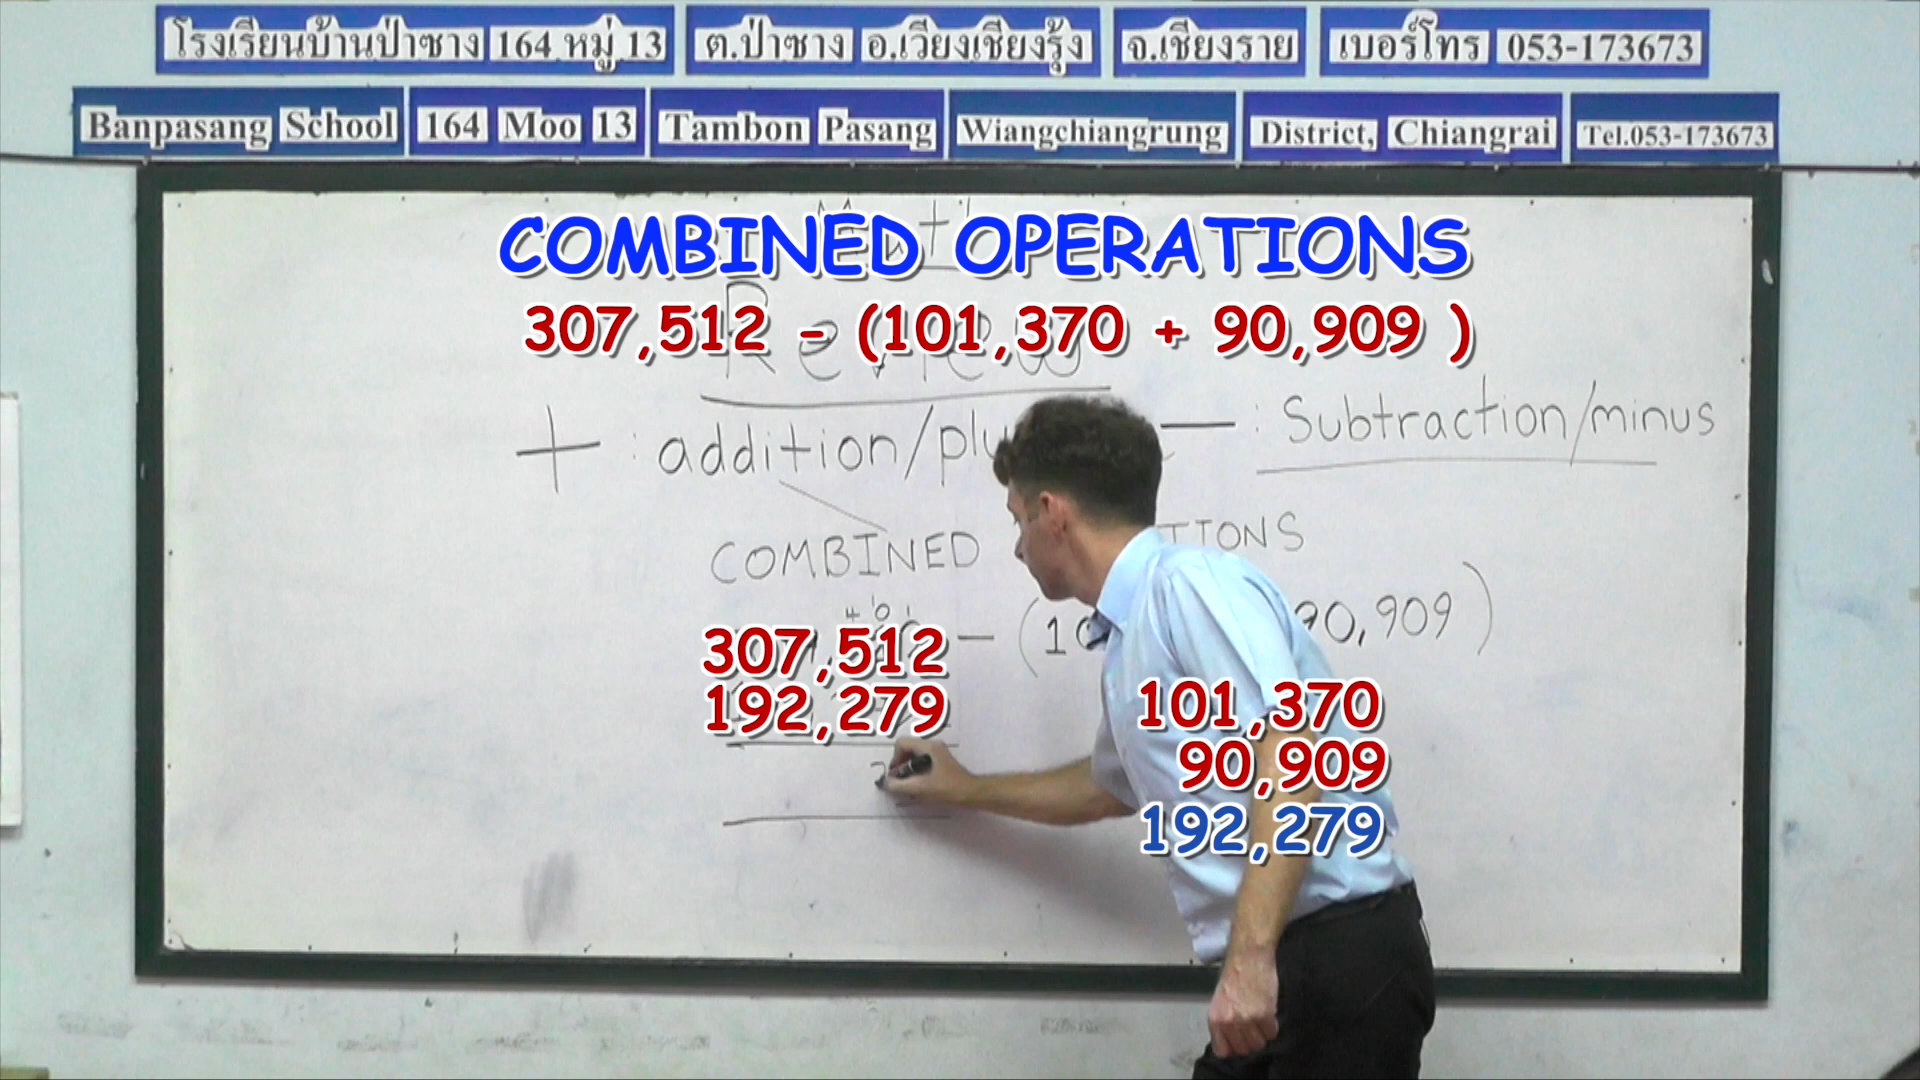 โรงเรียนบ้านป่าซาง 164 หมู่ 13 ต.ป่าซาง อ.เวียงเชียงรุ้ง จ.เชียงราย เบอร์โทร 053-173673
Banpasang School 164 Moo 13 Tambon Pasang Wiangchiangrung District, Chiangrai Tel.053-173673
COMBINED OPERATIONS
307,512 - (101,370 + 90,909 )
Review
+ : addition/plu — : Subtraction/minus
COMBINED TIONS
— (10 90,909)
307,512
192,279
101,370
90,909
192,279